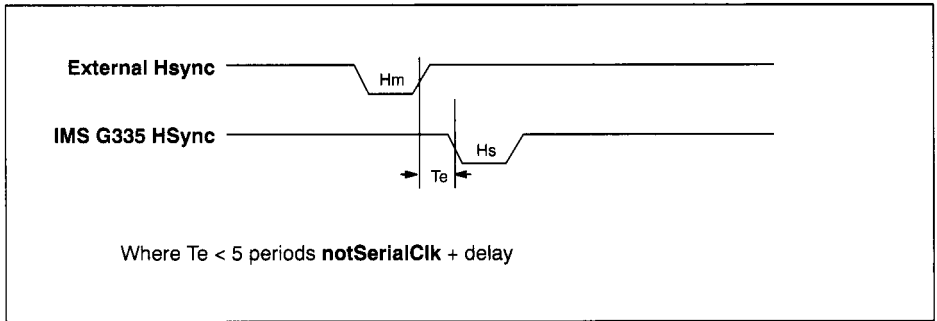 External Hsync
Hm
IMS G335 HSync
Hs
Te
Where Te < 5 periods notSerialClk + delay